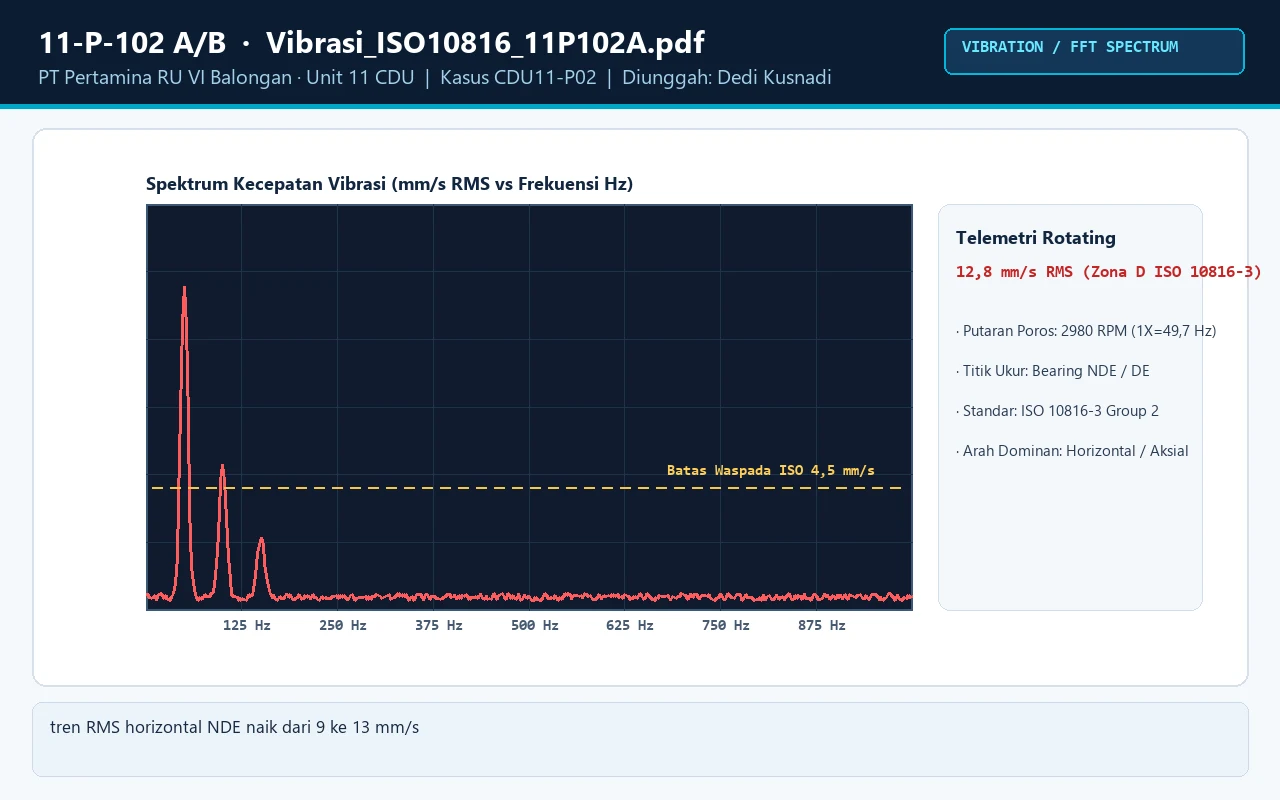 11-P-102 A/B · Vibrasi_ISO10816_11P102A.pdf
VIBRATION / FFT SPECTRUM
PT Pertamina RU VI Balongan · Unit 11 CDU | Kasus CDU11-P02 | Diunggah: Dedi Kusnadi
Spektrum Kecepatan Vibrasi (mm/s RMS vs Frekuensi Hz)
Batas Waspada ISO 4,5 mm/s
125 Hz 250 Hz 375 Hz 500 Hz 625 Hz 750 Hz 875 Hz
Telemetri Rotating
12,8 mm/s RMS (Zona D ISO 10816-3)
· Putaran Poros: 2980 RPM (1X=49,7 Hz)
· Titik Ukur: Bearing NDE / DE
· Standar: ISO 10816-3 Group 2
· Arah Dominan: Horizontal / Aksial
tren RMS horizontal NDE naik dari 9 ke 13 mm/s